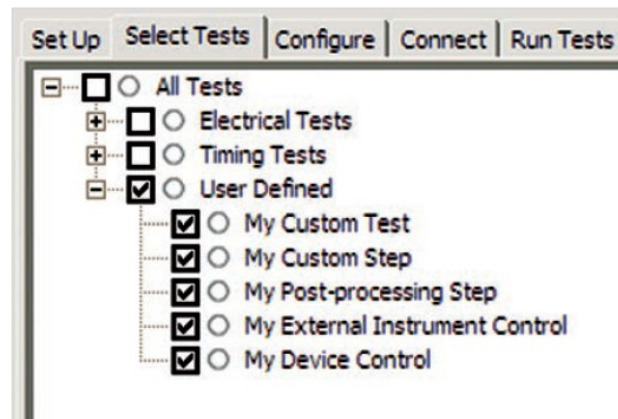 Set Up Select Tests Configure Connect Run Tests
All Tests
Electrical Tests
Timing Tests
User Defined
My Custom Test
My Custom Step
My Post-processing Step
My External Instrument Control
My Device Control